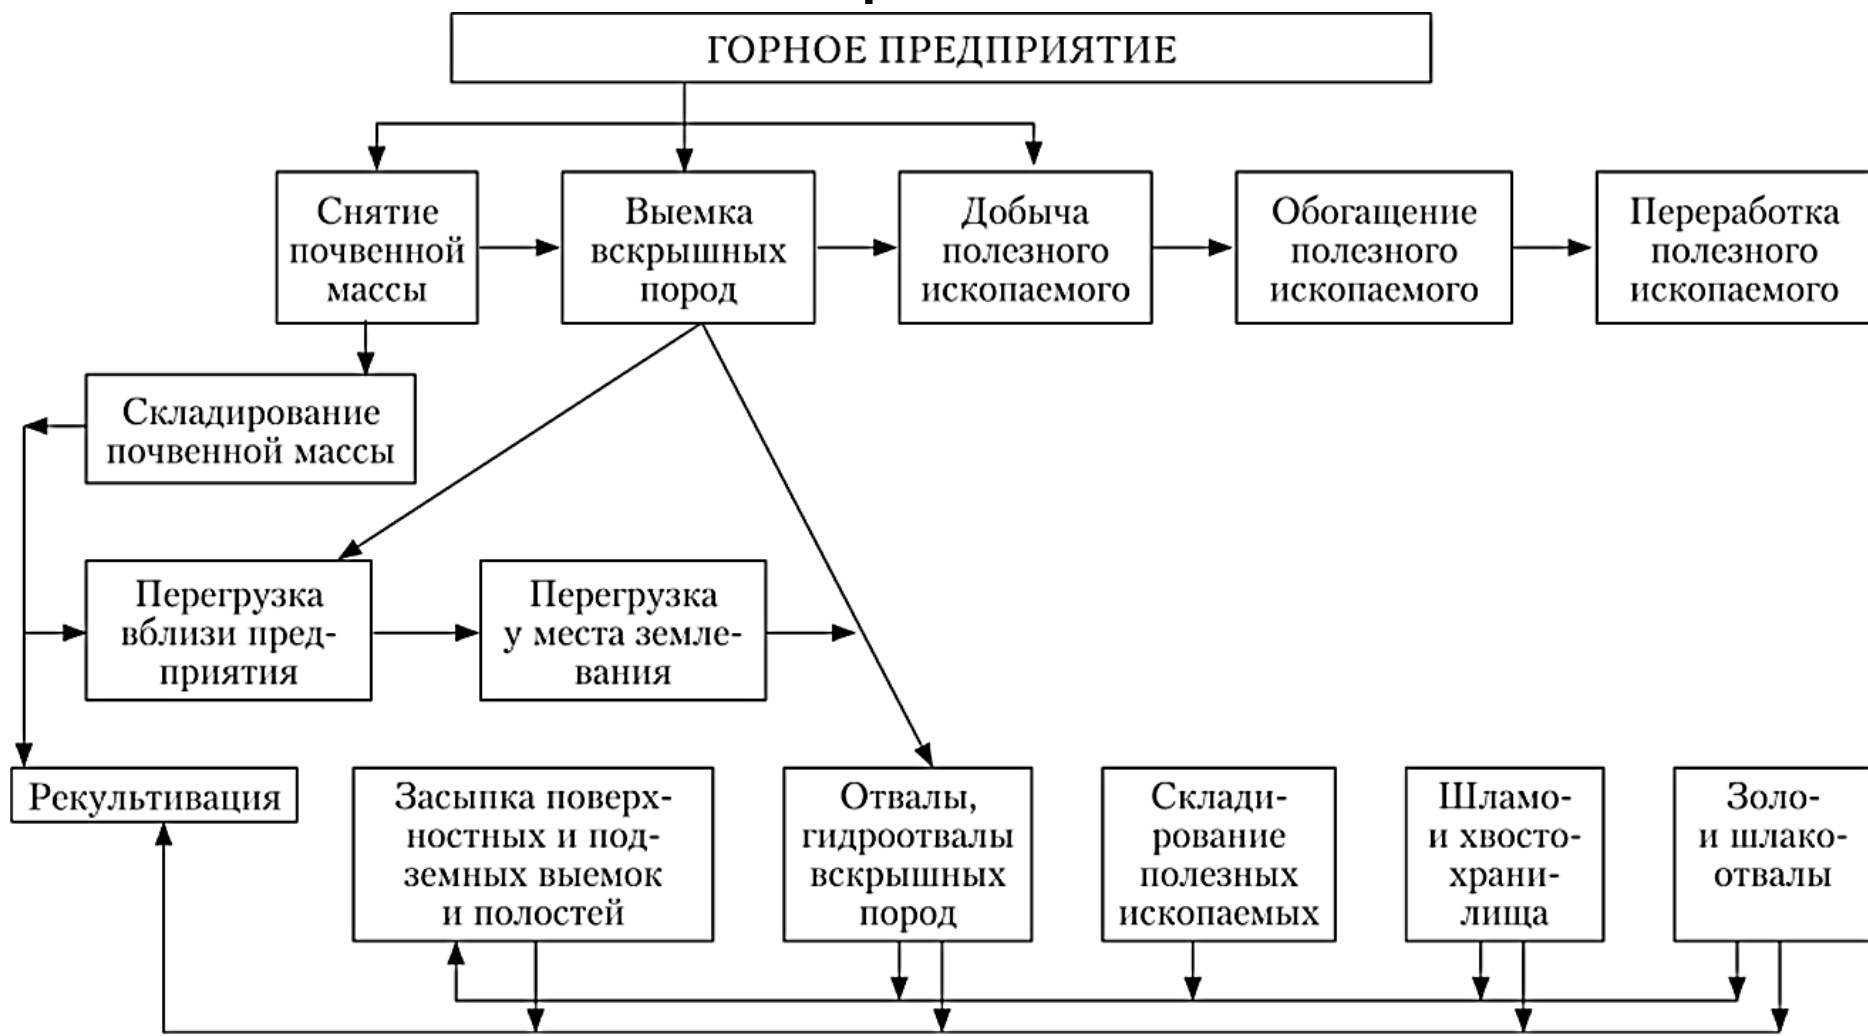 ГОРНОЕ ПРЕДПРИЯТИЕ
Снятие
почвенной
массы
Выемка
вскрышных
пород
Добыча
полезного
ископаемого
Обогащение
полезного
ископаемого
Переработка
полезного
ископаемого
Складирование
почвенной массы
Перегрузка
вблизи пред-
приятия
Перегрузка
у места земле-
вания
Рекультивация
Засыпка поверх-
ностных и под-
земных выемок
и полостей
Отвалы,
гидроотвалы
вскрышных
пород
Склади-
рование
полезных
ископаемых
Шламо-
и хвосто-
храни-
лища
Золо-
и шлако-
отвалы